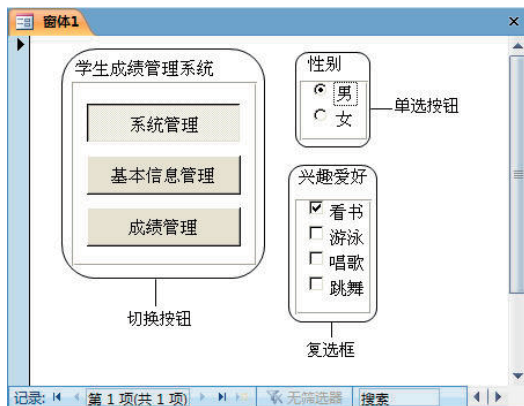 窗体1
学生成绩管理系统
系统管理
基本信息管理
成绩管理
切换按钮
性别
男
女
单选按钮
兴趣爱好
看书
游泳
唱歌
跳舞
复选框
记录: 第 1 项(共 1 项) 无筛选器 搜索